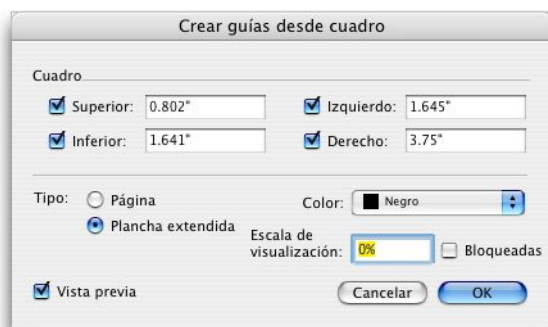 Crear guías desde cuadro
Cuadro
Superior: 0.802" Izquierdo: 1.645"
Inferior: 1.641" Derecho: 3.75"
Tipo: Página Color: Negro
Plancha extendida
Escala de
visualización: 0% Bloqueadas
Vista previa Cancelar OK